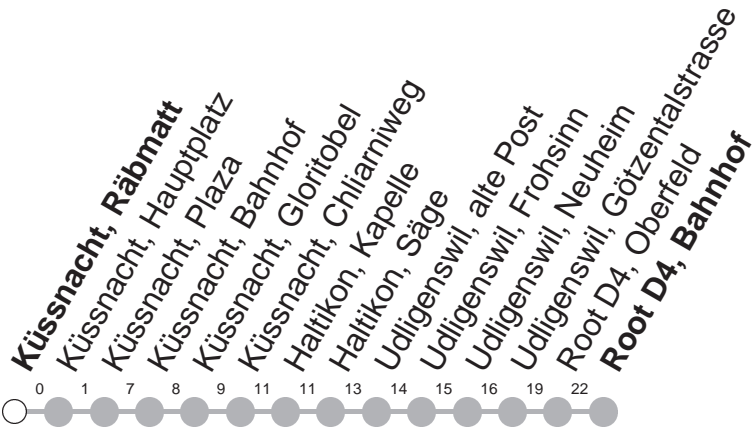 Küssnacht, Räbmatt
Küssnacht, Hauptplatz
Küssnacht, Plaza
Küssnacht, Bahnhof
Küssnacht, Gloritobel
Küssnacht, Chliarniweg
Haltikon, Kapelle
Haltikon, Säge
Udligenswil, alte Post
Udligenswil, Frohsinn
Udligenswil, Neuheim
Udligenswil, Götzentalstrasse
Root D4, Oberfeld
Root D4, Bahnhof
0 1 7 8 9 11 11 13 14 15 16 19 22